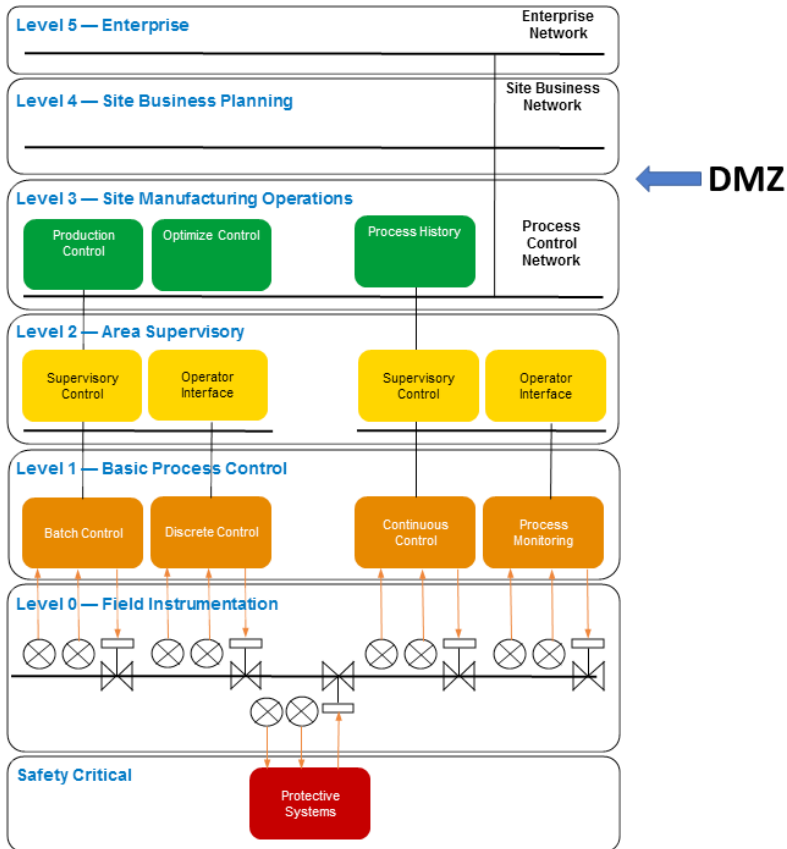 Level 5 — Enterprise
Enterprise
Network
Level 4 — Site Business Planning
Site Business
Network
DMZ
Level 3 — Site Manufacturing Operations
Production
Control
Optimize Control
Process History
Process
Control
Network
Level 2 — Area Supervisory
Supervisory
Control
Operator
Interface
Supervisory
Control
Operator
Interface
Level 1 — Basic Process Control
Batch Control
Discrete Control
Continuous
Control
Process
Monitoring
Level 0 — Field Instrumentation
Safety Critical
Protective
Systems